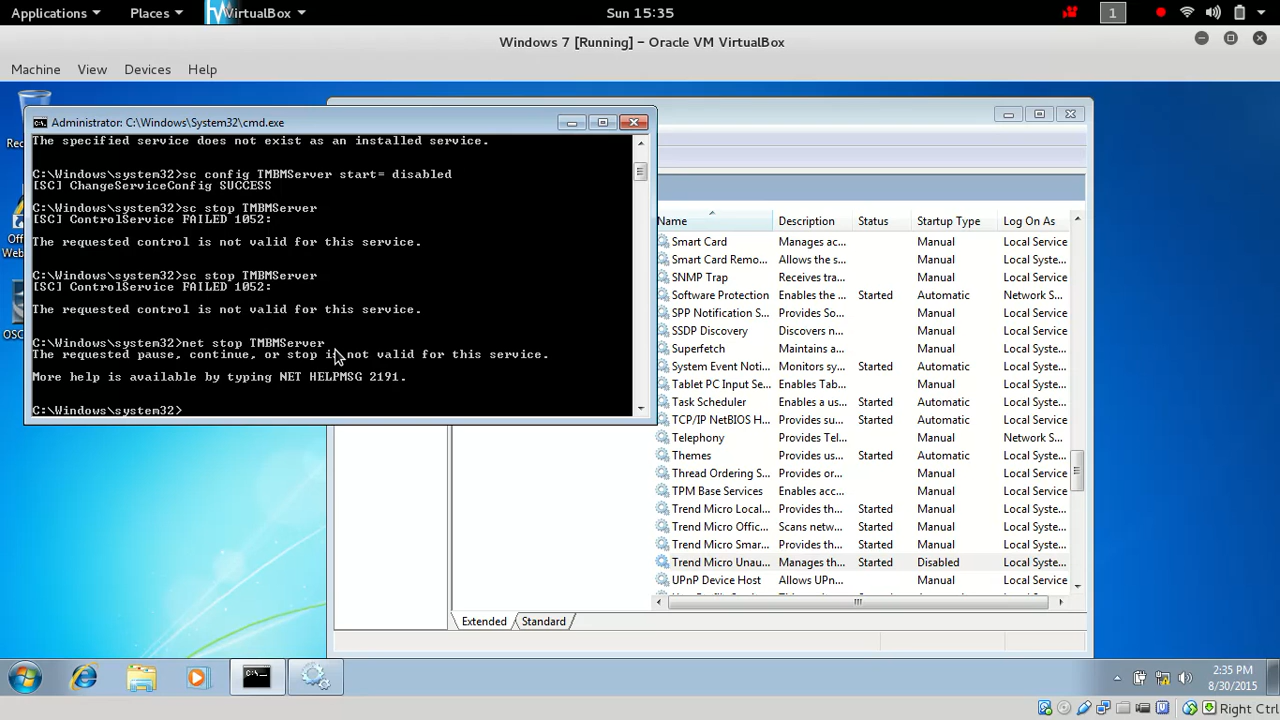 Applications Places VirtualBox Sun 15:35 1
Windows 7 [Running] – Oracle VM VirtualBox
Machine View Devices Help
Rec
Administrator: C:\Windows\System32\cmd.exe
The specified service does not exist as an installed service.
C:\Windows\system32>sc config TMBMServer start= disabled
[SC] ChangeServiceConfig SUCCESS
C:\Windows\system32>sc stop TMBMServer
[SC] ControlService FAILED 1052:
The requested control is not valid for this service.
C:\Windows\system32>sc stop TMBMServer
[SC] ControlService FAILED 1052:
The requested control is not valid for this service.
C:\Windows\system32>net stop TMBMServer
The requested pause, continue, or stop is not valid for this service.
More help is available by typing NET HELPMSG 2191.
C:\Windows\system32>
Off
Web
OSC
Name Description Status Startup Type Log On As
Smart Card Manages ac... Manual Local Service
Smart Card Remo... Allows the s... Manual Local Syste...
SNMP Trap Receives tra... Manual Local Service
Software Protection Enables the ... Started Automatic Network S...
SPP Notification S... Provides So... Manual Local Service
SSDP Discovery Discovers n... Manual Local Service
Superfetch Maintains a... Manual Local Syste...
System Event Noti... Monitors sy... Started Automatic Local Syste...
Tablet PC Input Se... Enables Tab... Manual Local Syste...
Task Scheduler Enables a us... Started Automatic Local Syste...
TCP/IP NetBIOS H... Provides su... Started Automatic Local Service
Telephony Provides Tel... Manual Network S...
Themes Provides us... Started Automatic Local Syste...
Thread Ordering S... Provides or... Manual Local Service
TPM Base Services Enables acc... Manual Local Service
Trend Micro Local... Provides th... Started Manual Local Syste...
Trend Micro Offic... Scans netw... Started Manual Local Syste...
Trend Micro Smar... Provides th... Started Manual Local Syste...
Trend Micro Unau... Manages th... Started Disabled Local Syste...
UPnP Device Host Allows UPn... Manual Local Service
Extended Standard
2:35 PM
8/30/2015
Right Ctrl